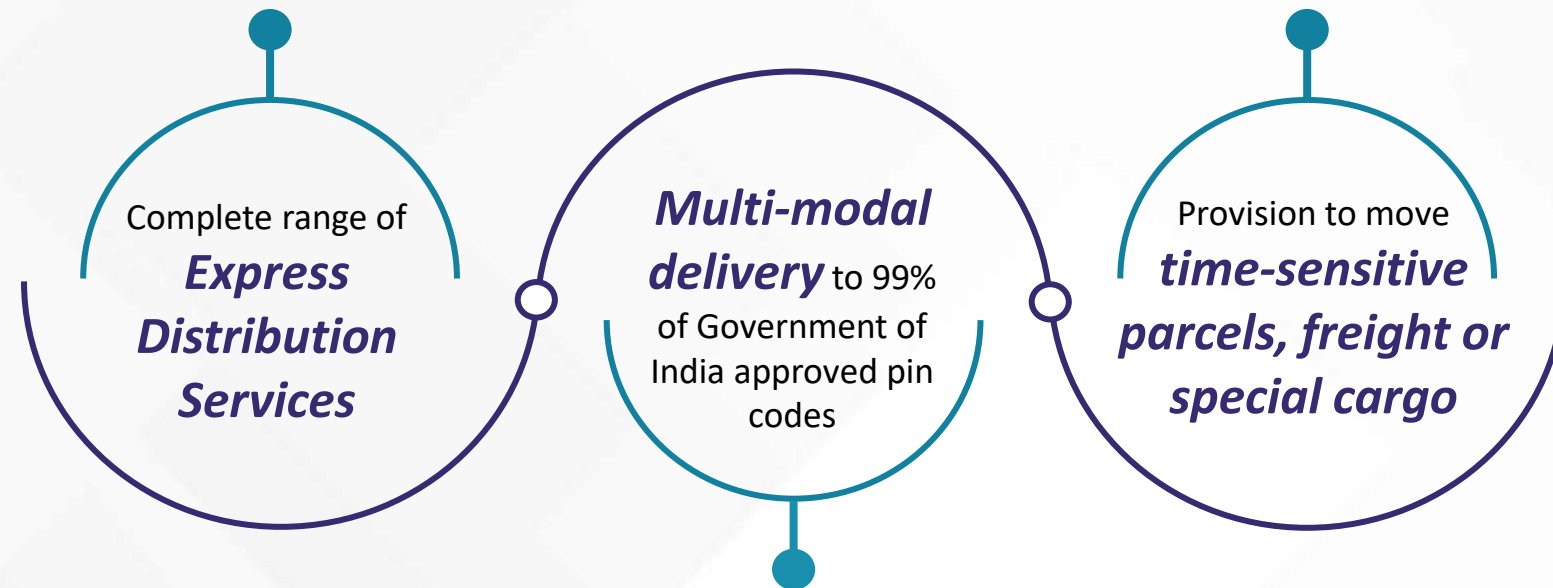 Complete range of
Express
Distribution
Services
Multi-modal
delivery to 99%
of Government of
India approved pin
codes
Provision to move
time-sensitive
parcels, freight or
special cargo